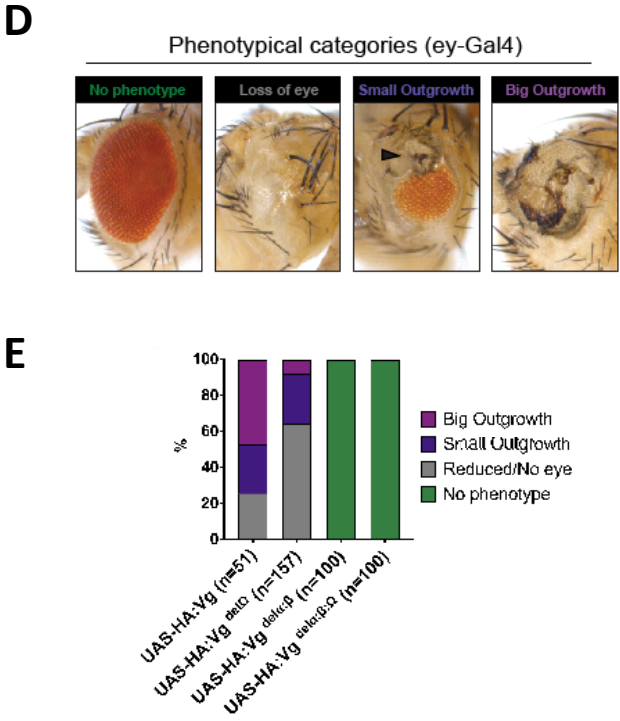 D
Phenotypical categories (ey-Gal4)
No phenotype
Loss of eye
Small Outgrowth
Big Outgrowth
E
100
80
60
40
20
0
%
Big Outgrowth
Small Outgrowth
Reduced/No eye
No phenotype
UAS-HA:Vg (n=51)
UAS-HA:Vg delΩ (n=157)
UAS-HA:Vg delα:β (n=100)
UAS-HA:Vg delα:β:Ω (n=100)